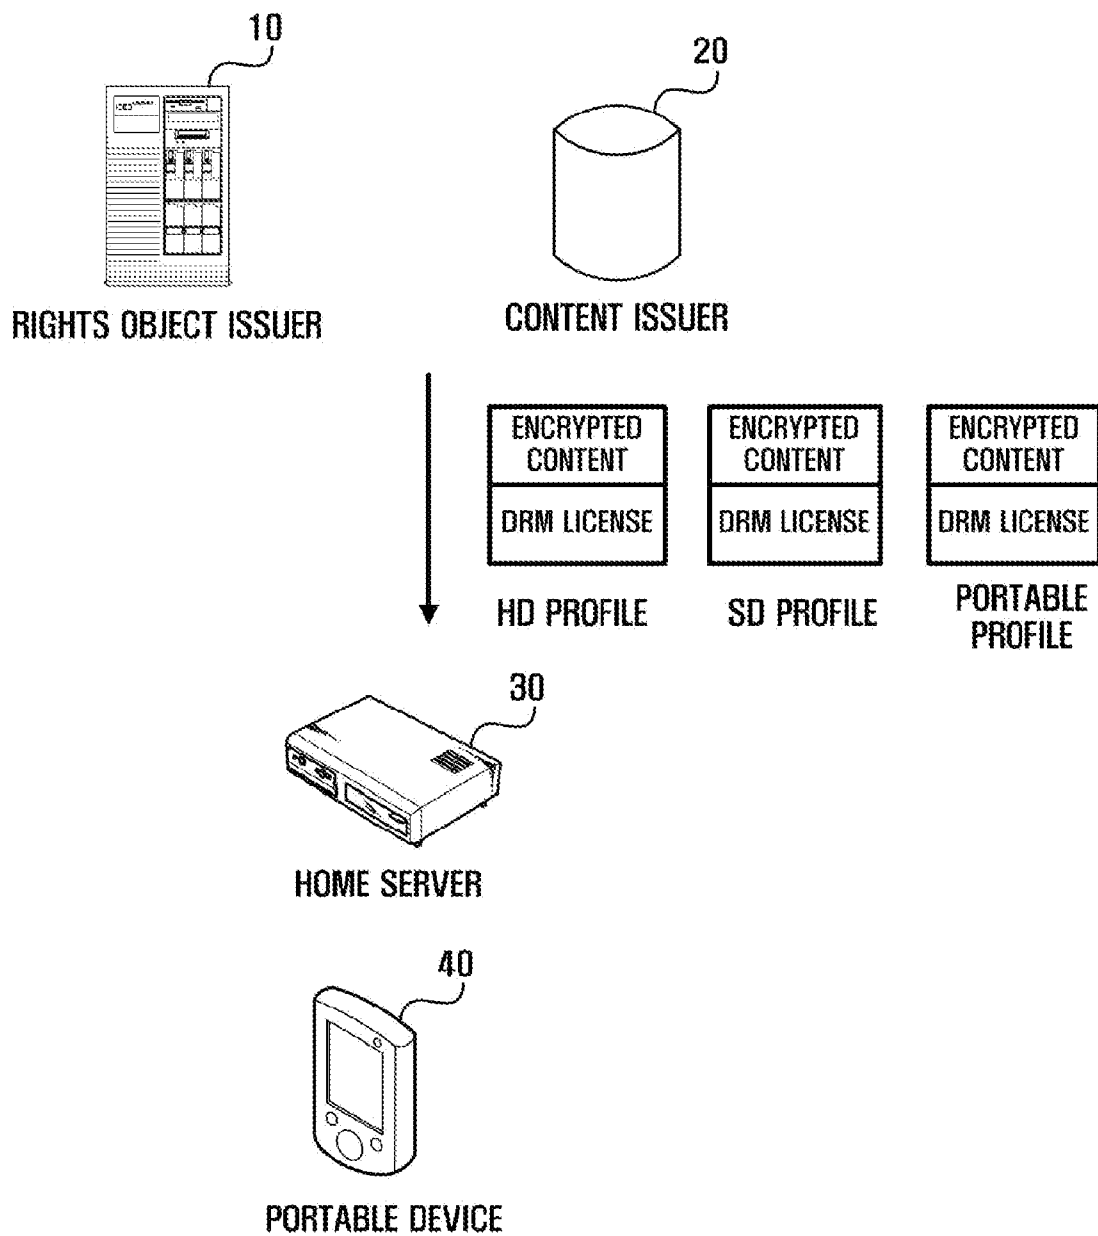 10
20
RIGHTS OBJECT ISSUER
CONTENT ISSUER
ENCRYPTED
CONTENT
DRM LICENSE
HD PROFILE
ENCRYPTED
CONTENT
DRM LICENSE
SD PROFILE
ENCRYPTED
CONTENT
DRM LICENSE
PORTABLE
PROFILE
30
HOME SERVER
40
PORTABLE DEVICE